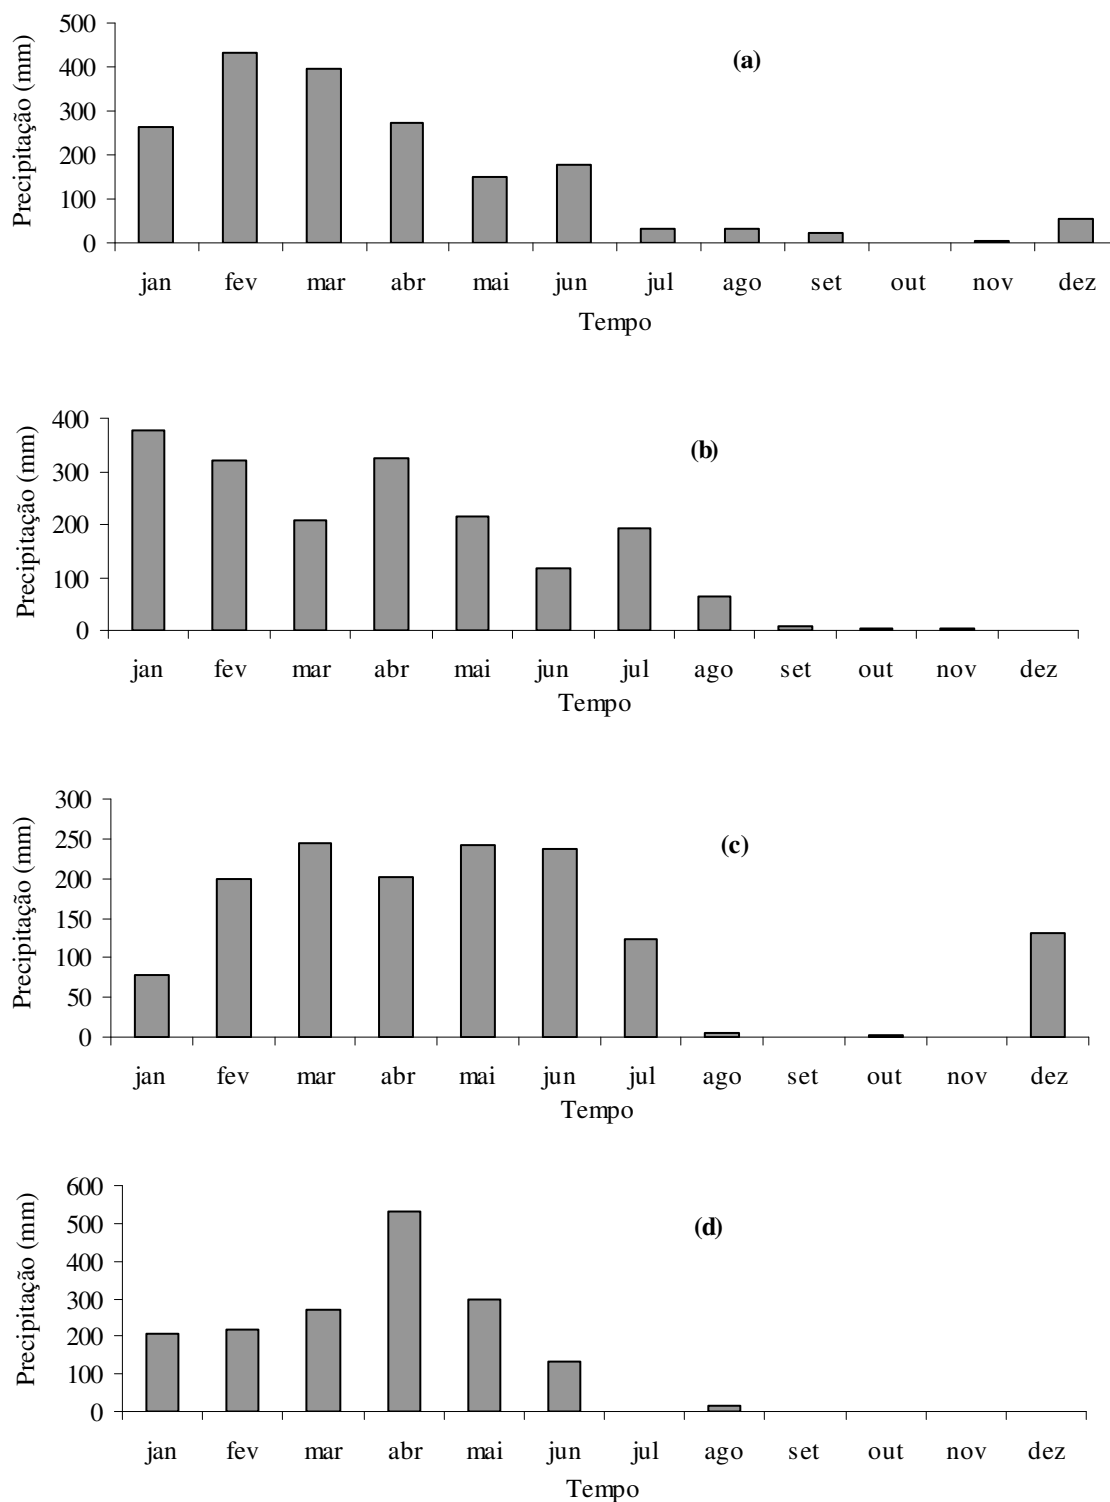 500
400
300
200
100
0
Precipitação (mm)
(a)
jan fev mar abr mai jun jul ago set out nov dez
Tempo
400
300
200
100
0
Precipitação (mm)
(b)
jan fev mar abr mai jun jul ago set out nov dez
Tempo
300
250
200
150
100
50
0
Precipitação (mm)
(c)
jan fev mar abr mai jun jul ago set out nov dez
Tempo
600
500
400
300
200
100
0
Precipitação (mm)
(d)
jan fev mar abr mai jun jul ago set out nov dez
Tempo